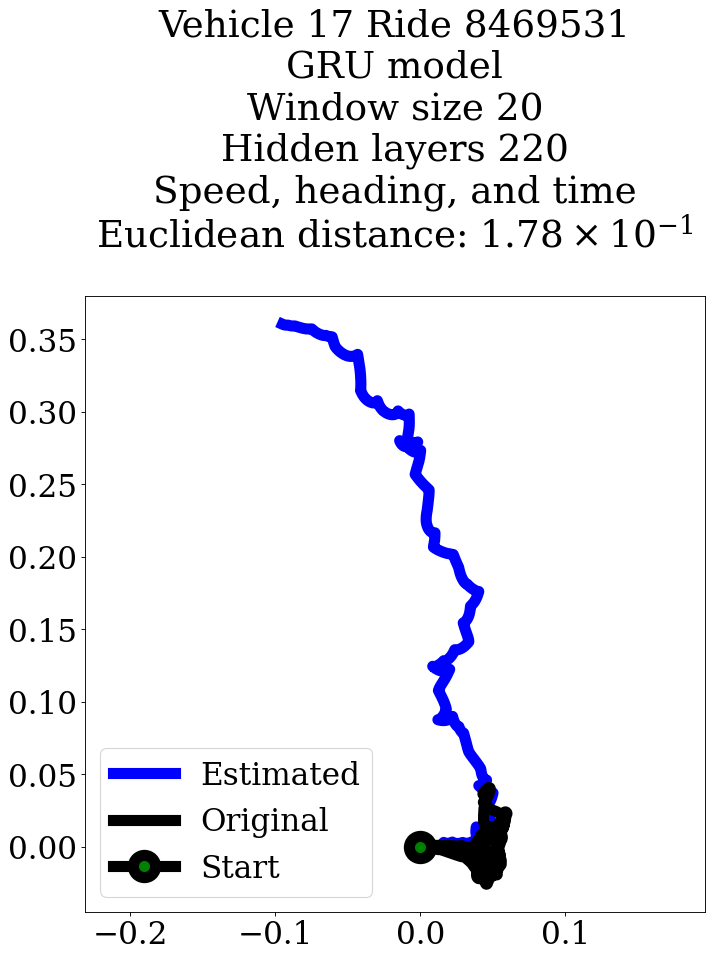 Vehicle 17 Ride 8469531
GRU model
Window size 20
Hidden layers 220
Speed, heading, and time
Euclidean distance: 1.78 × 10⁻¹
0.35
0.30
0.25
0.20
0.15
0.10
0.05
0.00
Estimated
Original
Start
−0.2 −0.1 0.0 0.1